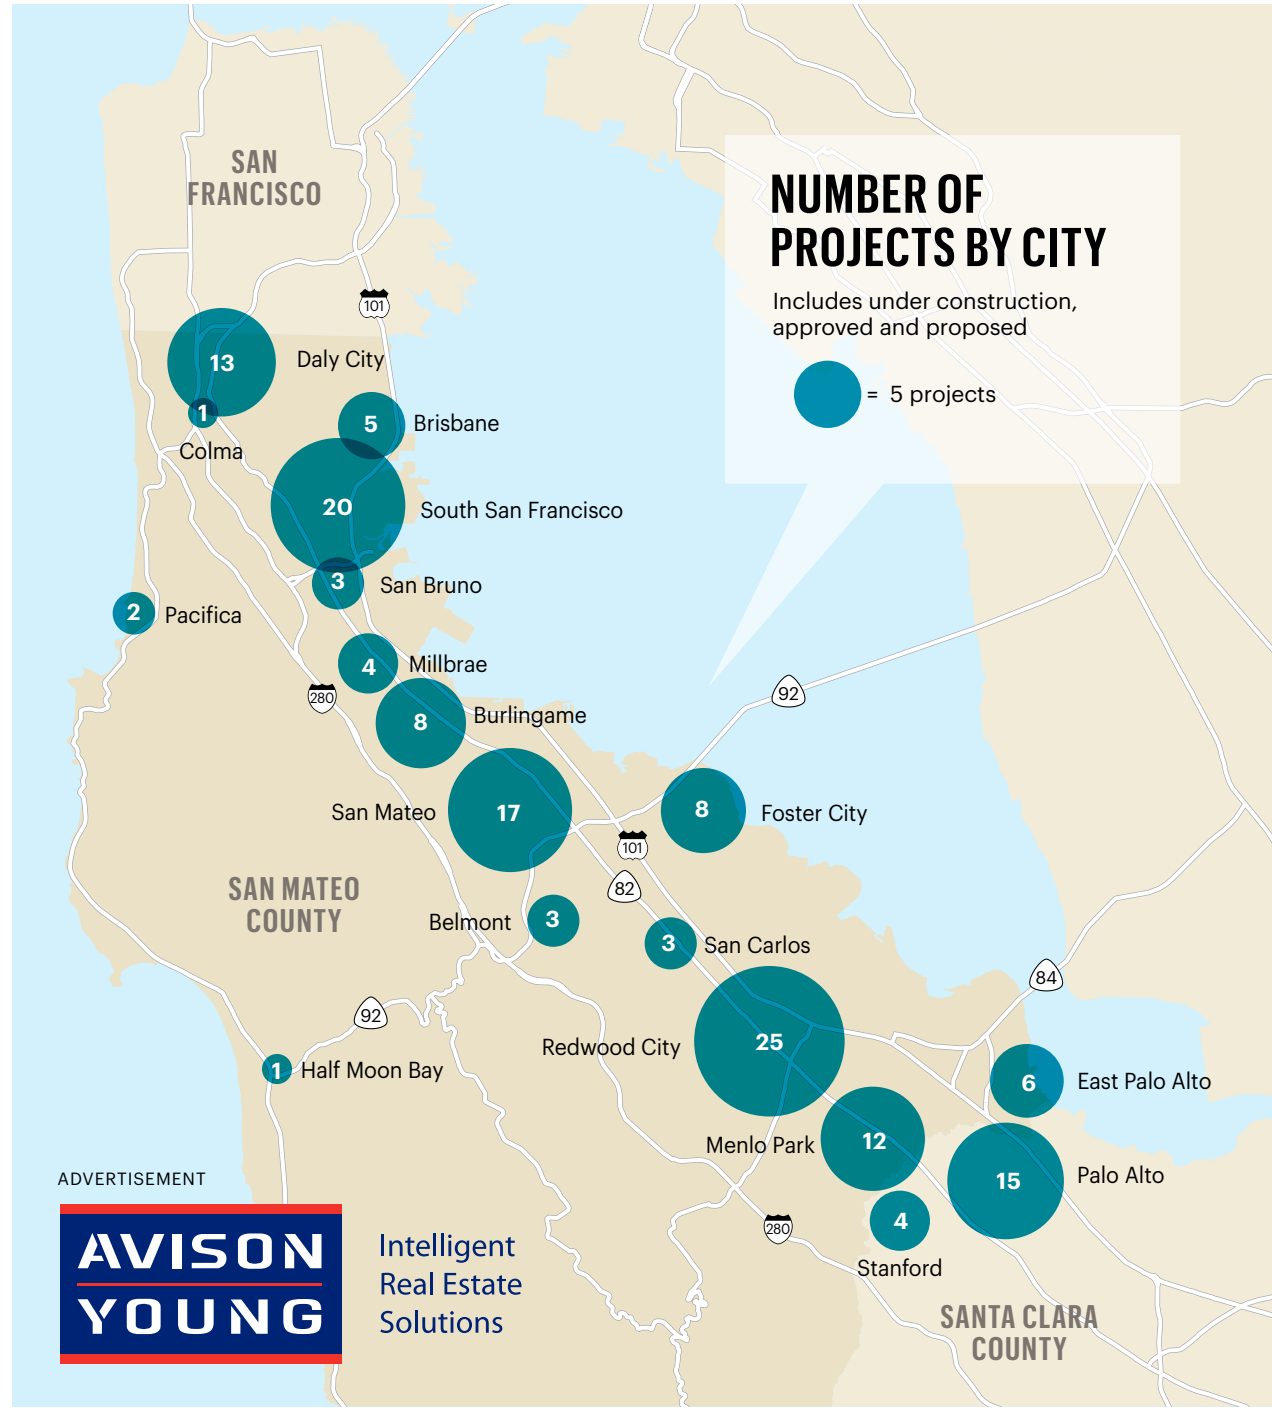 SAN
FRANCISCO
NUMBER OF
PROJECTS BY CITY
Includes under construction,
approved and proposed
= 5 projects
101
13
Daly City
1
Colma
5
Brisbane
20
South San Francisco
3
San Bruno
2
Pacifica
4
Millbrae
280
92
8
Burlingame
San Mateo
17
8
Foster City
101
82
SAN MATEO
COUNTY
Belmont
3
3
San Carlos
84
92
Redwood City
25
1
Half Moon Bay
6
East Palo Alto
Menlo Park
12
15
Palo Alto
4
Stanford
280
ADVERTISEMENT
AVISON
YOUNG
Intelligent
Real Estate
Solutions
SANTA CLARA
COUNTY